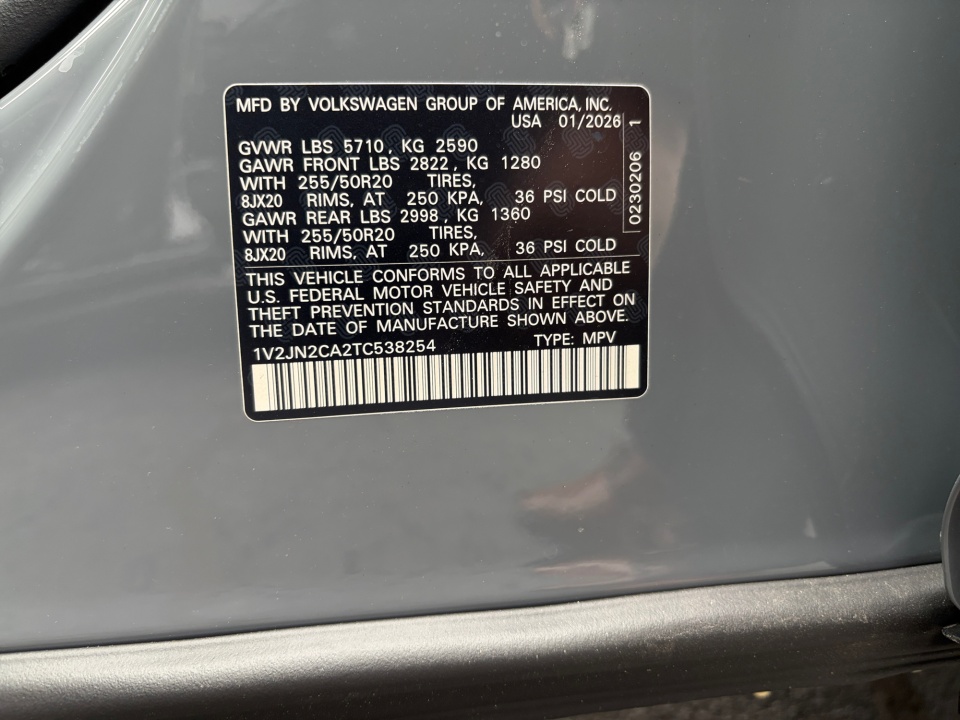 MFD BY VOLKSWAGEN GROUP OF AMERICA, INC.
USA 01/2026
GVWR LBS 5710, KG 2590
GAWR FRONT LBS 2822, KG 1280
WITH 255/50R20 TIRES,
8JX20 RIMS, AT 250 KPA, 36 PSI COLD
GAWR REAR LBS 2998, KG 1360
WITH 255/50R20 TIRES,
8JX20 RIMS, AT 250 KPA, 36 PSI COLD
0230206 1
THIS VEHICLE CONFORMS TO ALL APPLICABLE
U.S. FEDERAL MOTOR VEHICLE SAFETY AND
THEFT PREVENTION STANDARDS IN EFFECT ON
THE DATE OF MANUFACTURE SHOWN ABOVE.
1V2JN2CA2TC538254 TYPE: MPV